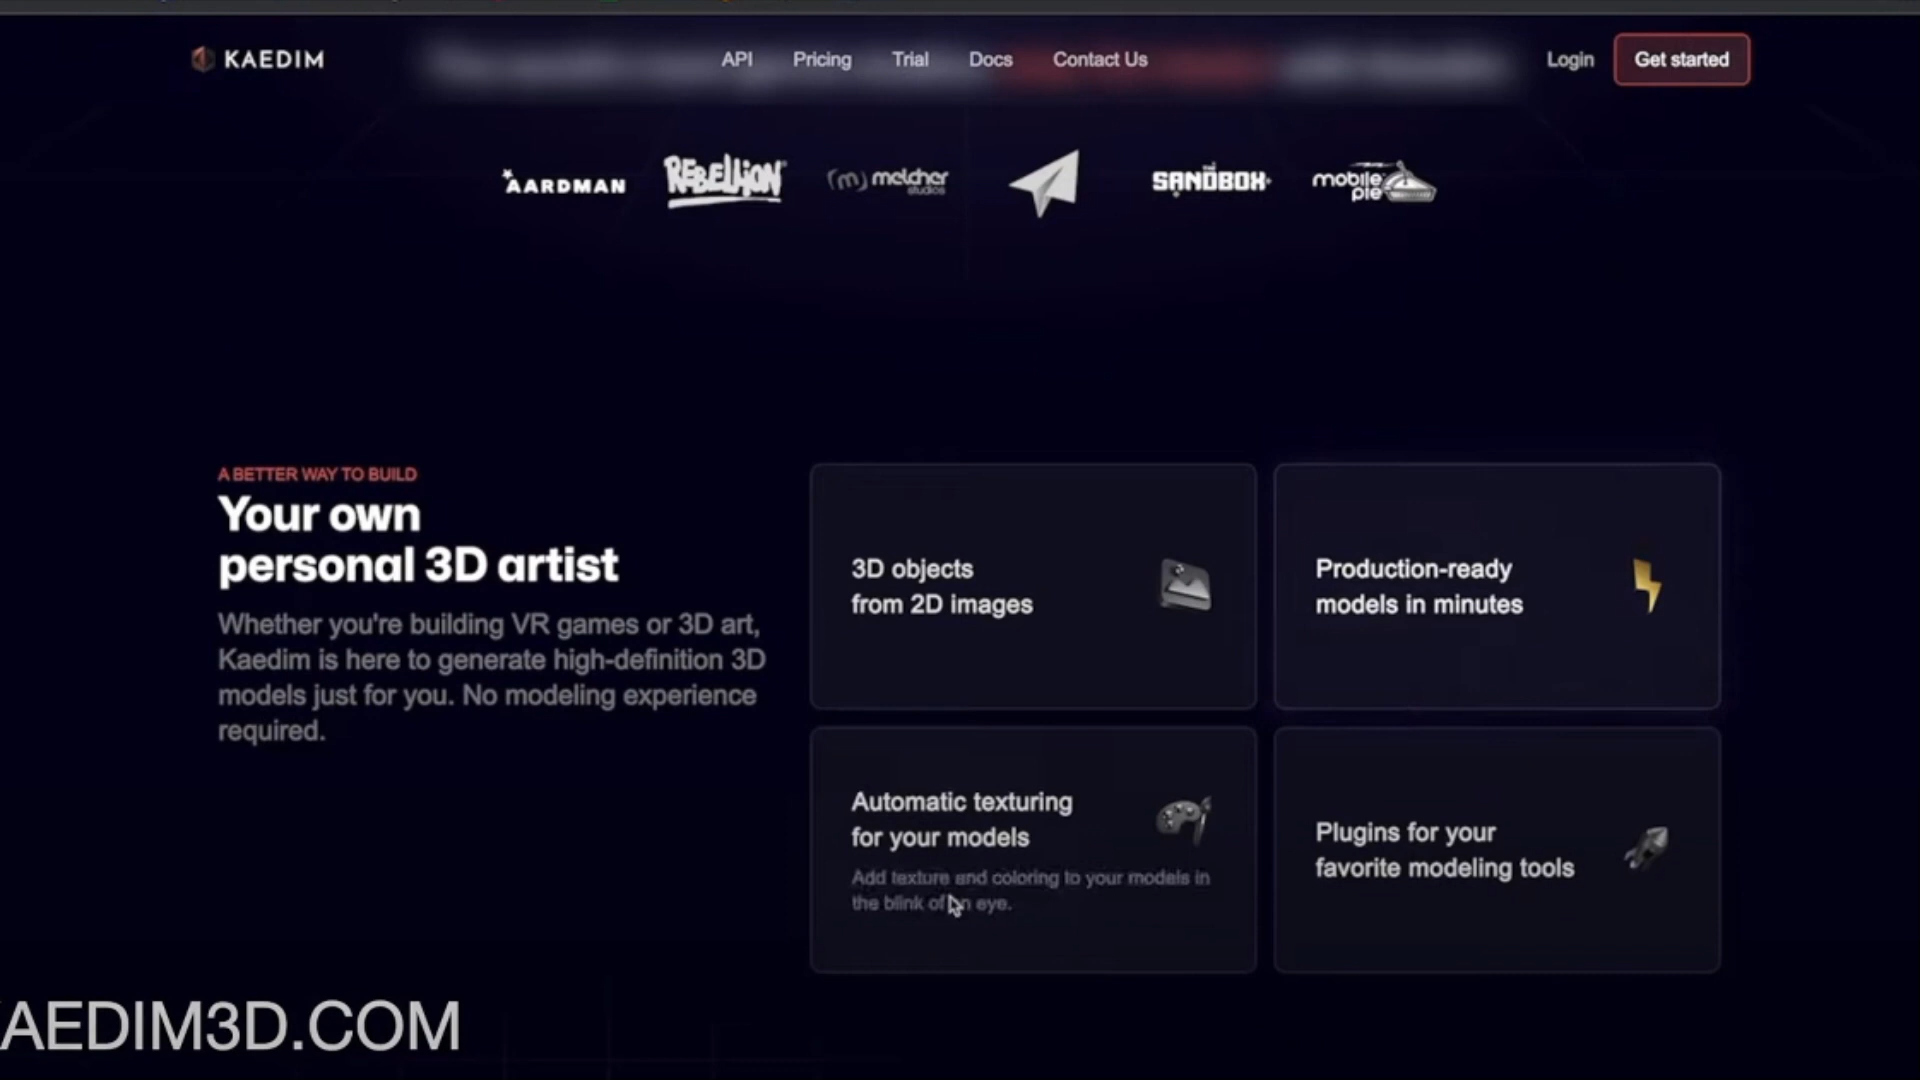 KAEDIM
API
Pricing
Trial
Docs
Contact Us
Login
Get started
AARDMAN
REBELLION
(m) melcher
studios
THE
SANDBOX
mobile
pie
A BETTER WAY TO BUILD
Your own
personal 3D artist
Whether you're building VR games or 3D art,
Kaedim is here to generate high-definition 3D
models just for you. No modeling experience
required.
3D objects
from 2D images
Production-ready
models in minutes
Automatic texturing
for your models
Add texture and coloring to your models in
the blink of an eye.
Plugins for your
favorite modeling tools
AEDIM3D.COM